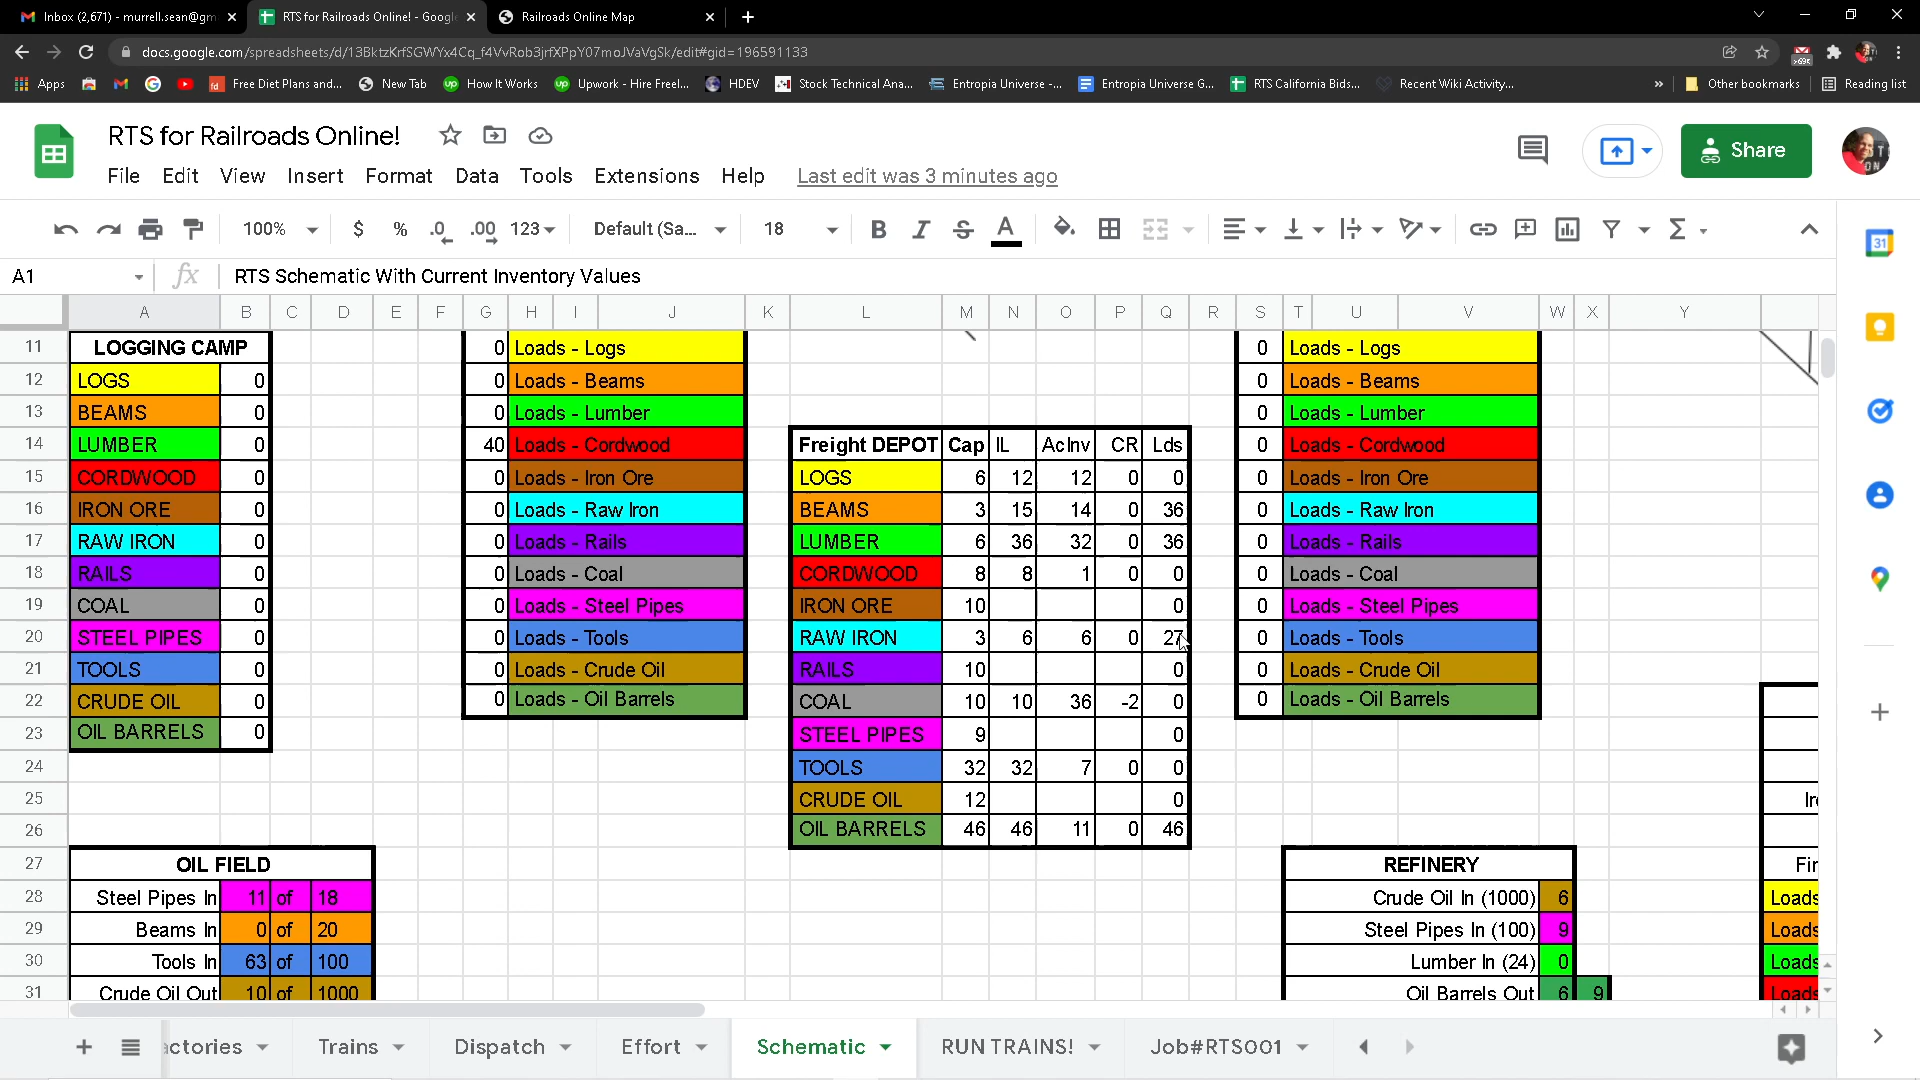 Inbox (2,671) - murrell.sean@gm
RTS for Railroads Online! - Google
Railroads Online Map
docs.google.com/spreadsheets/d/13BktzKrfSGWYx4Cq_f4VvRob3jrfXPpY07moJVaVgSk/edit#gid=196591133
Apps Free Diet Plans and... New Tab How It Works Upwork - Hire Freel... HDEV Stock Technical Ana... Entropia Universe -... Entropia Universe G... RTS California Bids... Recent Wiki Activity... » Other bookmarks Reading list
RTS for Railroads Online!
Share
File Edit View Insert Format Data Tools Extensions Help Last edit was 3 minutes ago
100% $ % .0 .00 123 Default (Sa... 18 B I S A
A1 fx RTS Schematic With Current Inventory Values
A B C D E F G H I J K L M N O P Q R S T U V W X Y
11 LOGGING CAMP 0 Loads - Logs 0 Loads - Logs
12 LOGS 0 0 Loads - Beams 0 Loads - Beams
13 BEAMS 0 0 Loads - Lumber 0 Loads - Lumber
14 LUMBER 0 40 Loads - Cordwood Freight DEPOT Cap IL AcInv CR Lds 0 Loads - Cordwood
15 CORDWOOD 0 0 Loads - Iron Ore LOGS 6 12 12 0 0 0 Loads - Iron Ore
16 IRON ORE 0 0 Loads - Raw Iron BEAMS 3 15 14 0 36 0 Loads - Raw Iron
17 RAW IRON 0 0 Loads - Rails LUMBER 6 36 32 0 36 0 Loads - Rails
18 RAILS 0 0 Loads - Coal CORDWOOD 8 8 1 0 0 0 Loads - Coal
19 COAL 0 0 Loads - Steel Pipes IRON ORE 10 0 0 Loads - Steel Pipes
20 STEEL PIPES 0 0 Loads - Tools RAW IRON 3 6 6 0 27 0 Loads - Tools
21 TOOLS 0 0 Loads - Crude Oil RAILS 10 0 0 Loads - Crude Oil
22 CRUDE OIL 0 0 Loads - Oil Barrels COAL 10 10 36 -2 0 0 Loads - Oil Barrels
23 OIL BARRELS 0 STEEL PIPES 9 0
24 TOOLS 32 32 7 0 0
25 CRUDE OIL 12 0
26 OIL BARRELS 46 46 11 0 46
27 OIL FIELD REFINERY
28 Steel Pipes In 11 of 18 Crude Oil In (1000) 6 Loads
29 Beams In 0 of 20 Steel Pipes In (100) 9 Loads
30 Tools In 63 of 100 Lumber In (24) 0 Loads
31 Crude Oil Out 10 of 1000 Oil Barrels Out 6 9 Loads
actories Trains Dispatch Effort Schematic RUN TRAINS! Job#RTS001